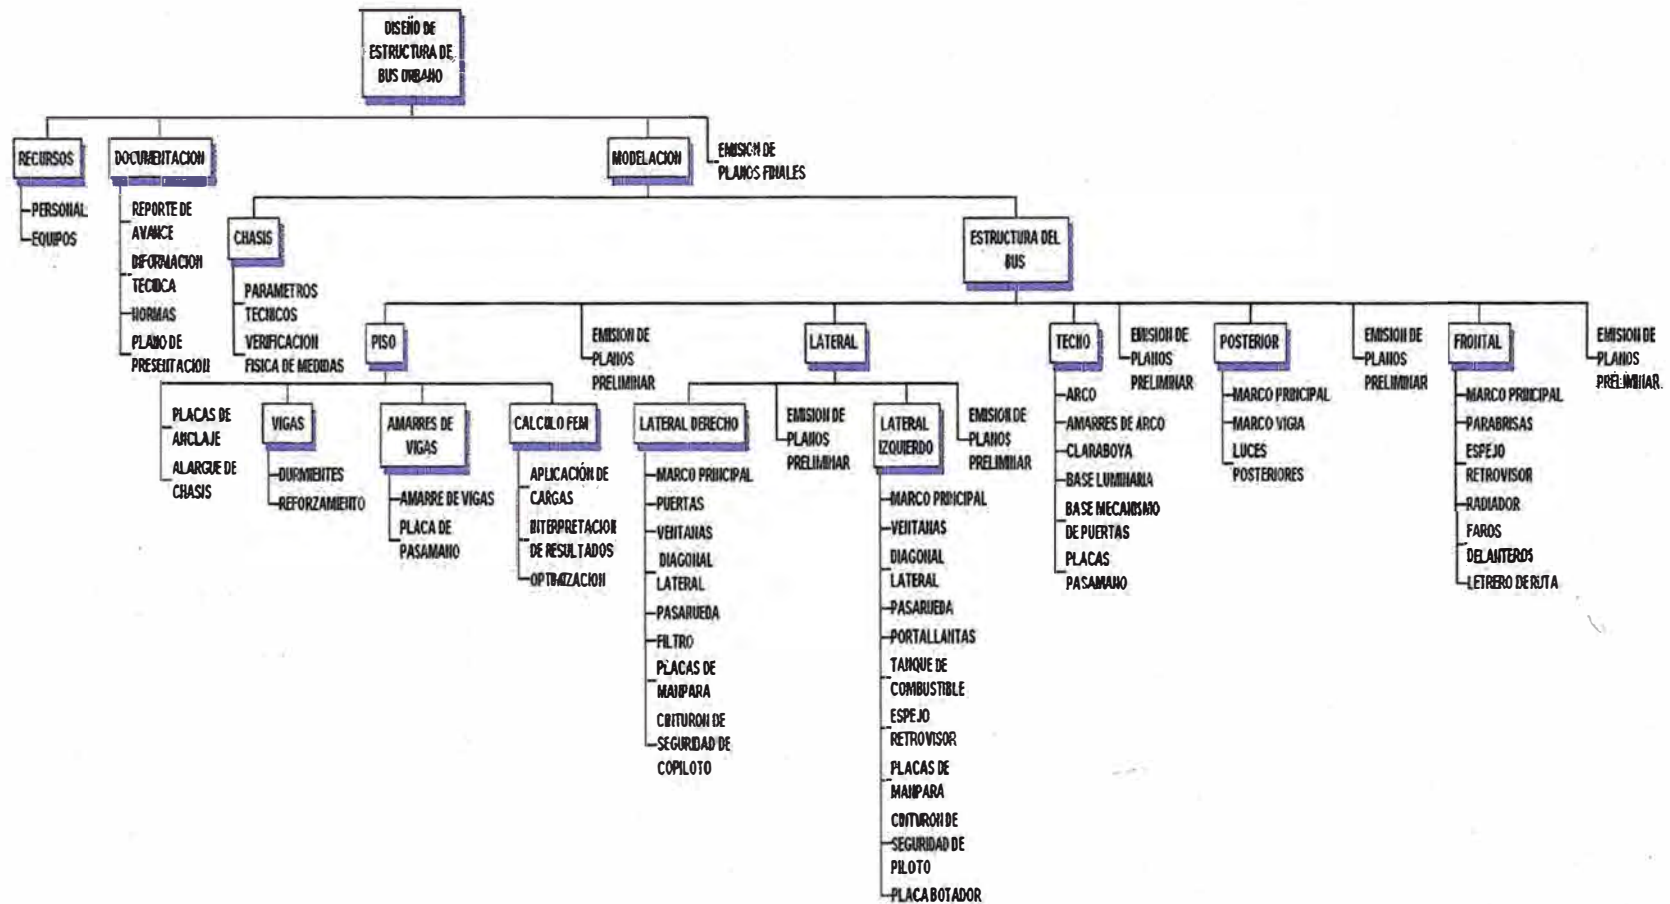 DISEÑO DE
ESTRUCTURA DE
BUS URBANO
RECURSOS
PERSONAL
EQUIPOS
DOCUMENTACION
REPORTE DE
AVANCE
INFORMACION
TECNICA
NORMAS
PLANO DE
PRESENTACION
MODELACION
EMISION DE
PLANOS FINALES
CHASIS
PARAMETROS
TECNICOS
VERIFICACION
FISICA DE MEDIDAS
ESTRUCTURA DEL
BUS
PISO
PLACAS DE
ANCLAJE
ALARGUE DE
CHASIS
VIGAS
DURMIENTES
REFORZAMIENTO
AMARRES DE
VIGAS
AMARRE DE VIGAS
PLACA DE
PASAMANO
CALCULO FEM
APLICACIÓN DE
CARGAS
INTERPRETACION
DE RESULTADOS
OPTIMIZACION
EMISION DE
PLANOS
PRELIMINAR
LATERAL
LATERAL DERECHO
MARCO PRINCIPAL
PUERTAS
VENTANAS
DIAGONAL
LATERAL
PASARUEDA
FILTRO
PLACAS DE
MAMPARA
CINTURON DE
SEGURIDAD DE
COPILOTO
EMISION DE
PLANOS
PRELIMINAR
LATERAL
IZQUIERDO
MARCO PRINCIPAL
VENTANAS
DIAGONAL
LATERAL
PASARUEDA
PORTALLANTAS
TANQUE DE
COMBUSTIBLE
ESPEJO
RETROVISOR
PLACAS DE
MAMPARA
CINTURON DE
SEGURIDAD DE
PILOTO
PLACA BOTADOR
EMISION DE
PLANOS
PRELIMINAR
TECHO
ARCO
AMARRES DE ARCO
CLARABOYA
BASE LUMINARIA
BASE MECANISMO
DE PUERTAS
PLACAS
PASAMANO
EMISION DE
PLANOS
PRELIMINAR
POSTERIOR
MARCO PRINCIPAL
MARCO VIGIA
LUCES
POSTERIORES
EMISION DE
PLANOS
PRELIMINAR
FRONTAL
MARCO PRINCIPAL
PARABRISAS
ESPEJO
RETROVISOR
RADIADOR
FAROS
DELANTEROS
LETRERO DE RUTA
EMISION DE
PLANOS
PRELIMINAR